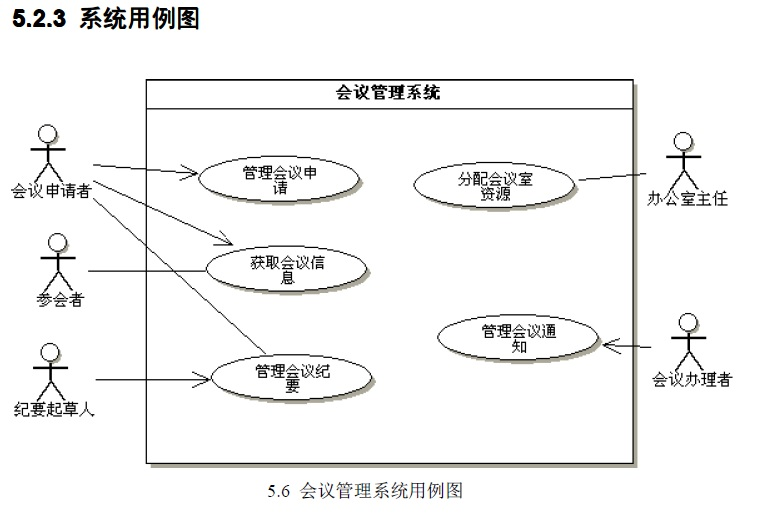 5.2.3 系统用例图
会议管理系统
会议申请者
管理会议申
请
分配会议室
资源
办公室主任
参会者
获取会议信
息
管理会议通
知
会议办理者
纪要起草人
管理会议纪
要
5.6 会议管理系统用例图